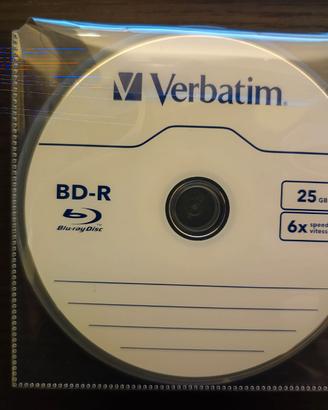 Verbatim.
BD-R
Blu-ray Disc
25 GB
6x speed
vitesse